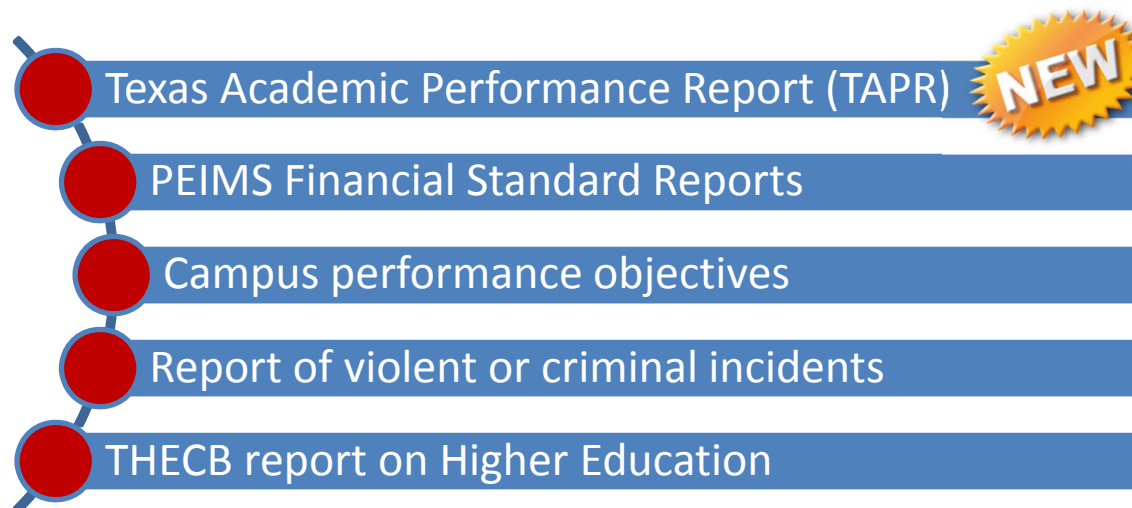 Texas Academic Performance Report (TAPR)
NEW
PEIMS Financial Standard Reports
Campus performance objectives
Report of violent or criminal incidents
THECB report on Higher Education